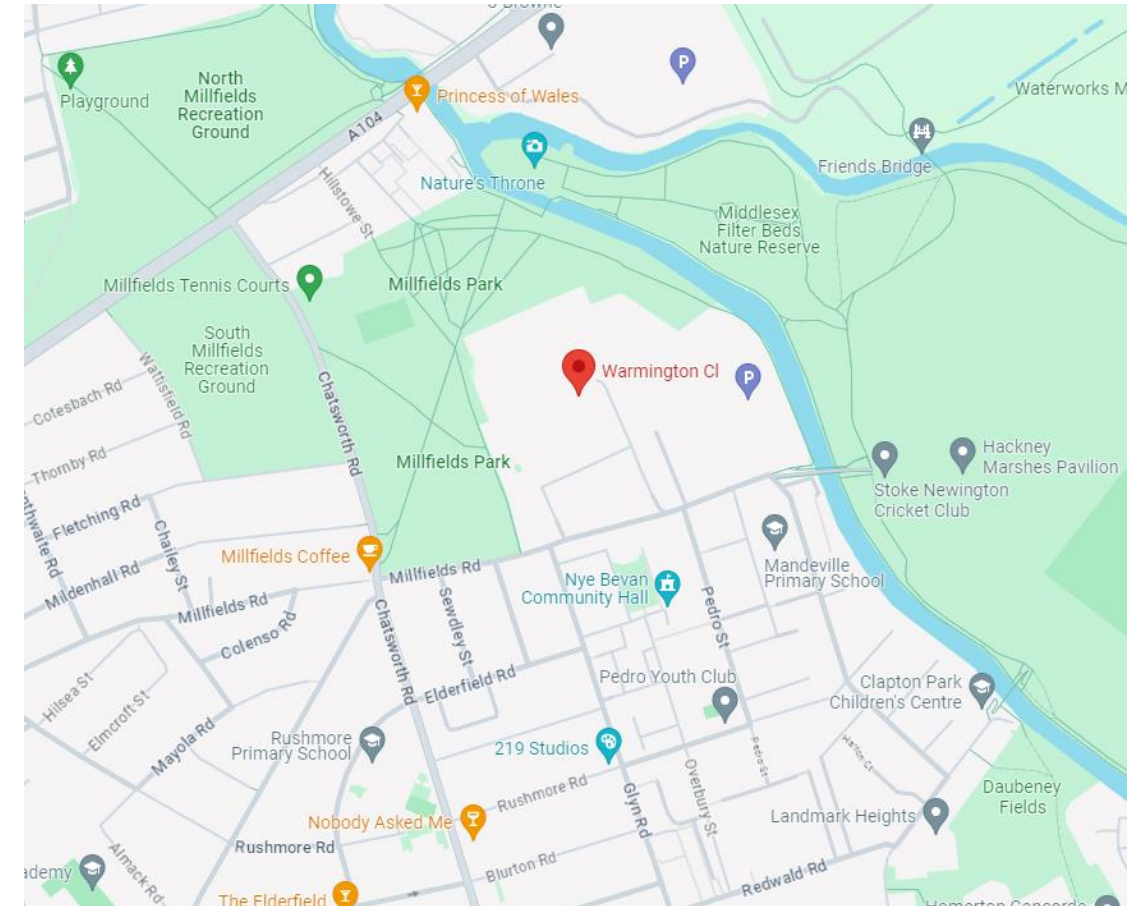 Playground
North
Millfields
Recreation
Ground
A104
Princess of Wales
P
Waterworks M
Friends Bridge
Nature's Throne
Hillstowe St
Middlesex
Filter Beds
Nature Reserve
Millfields Tennis Courts
Millfields Park
South
Millfields
Recreation
Ground
Wattisfield Rd
Chatsworth Rd
Warmington Cl
P
Cotesbach Rd
Thornby Rd
Millfields Park
Hackney
Marshes Pavilion
Stoke Newington
Cricket Club
Fletching Rd
Chailey St
Millfields Coffee
Mildenhall Rd
Millfields Rd
Millfields Rd
Colenso Rd
Chatsworth Rd
Sewdley St
Nye Bevan
Community Hall
Pedro St
Mandeville
Primary School
Elderfield Rd
Pedro Youth Club
Clapton Park
Children's Centre
Hilsea St
Elmcroft St
Mayola Rd
Rushmore
Primary School
219 Studios
Pedro St
Rushmore Rd
Glyn Rd
Overbury St
Daubeney
Fields
Landmark Heights
Nobody Asked Me
Rushmore Rd
Blurton Rd
Redwald Rd
ademy
Almack Rd
The Elderfield
Homerton Concorde